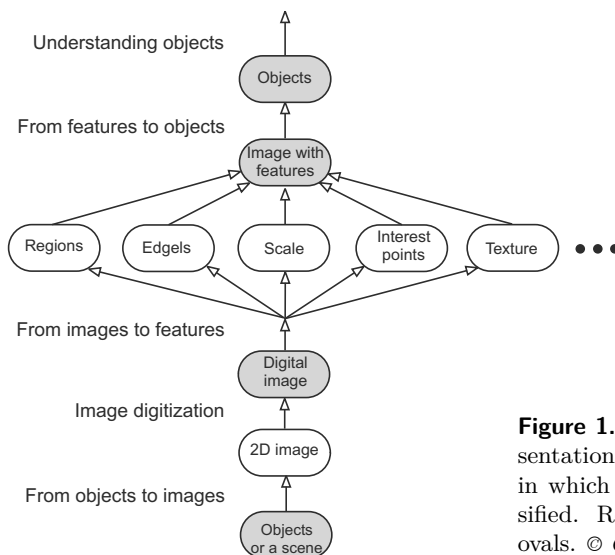 Understanding objects
Objects
From features to objects
Image with
features
Regions
Edgels
Scale
Interest
points
Texture
From images to features
Digital
image
Image digitization
2D image
From objects to images
Objects
or a scene
Figure 1.
sentation
in which
sified. R
ovals. ©